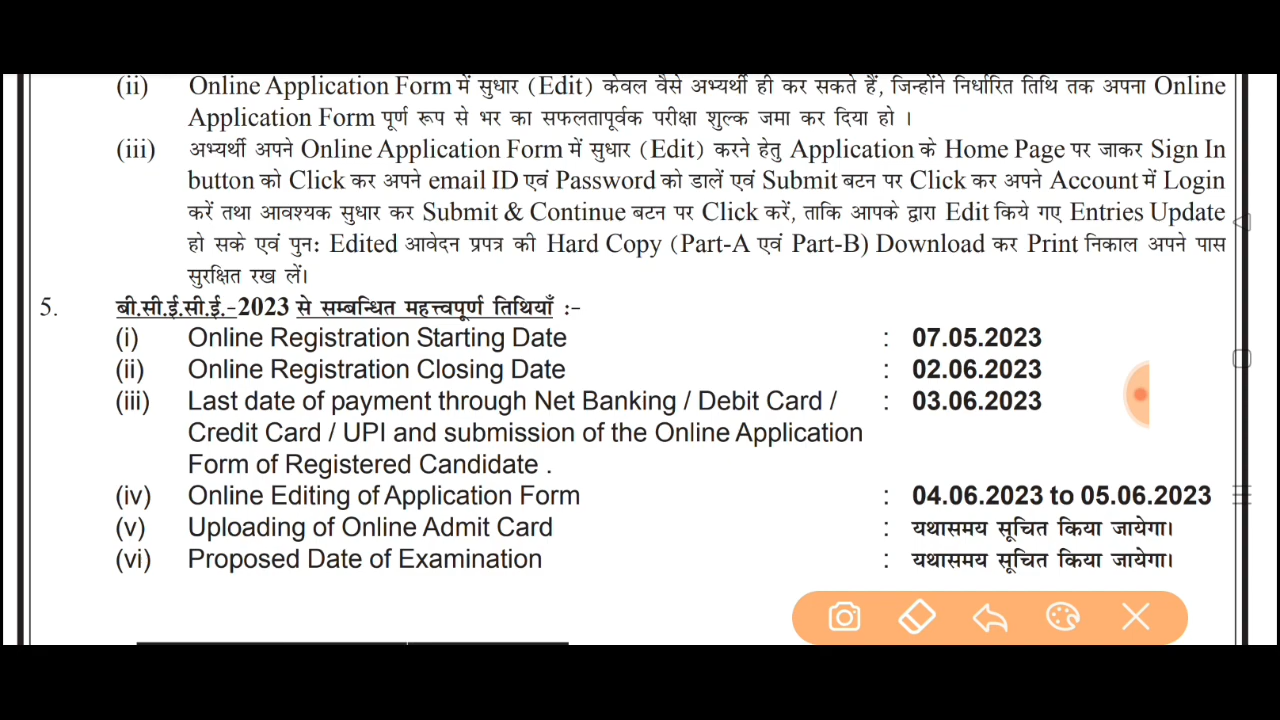 (ii) Online Application Form में सुधार (Edit) केवल वैसे अभ्यर्थी ही कर सकते हैं, जिन्होंने निर्धारित तिथि तक अपना Online
Application Form पूर्ण रूप से भर का सफलतापूर्वक परीक्षा शुल्क जमा कर दिया हो ।
(iii) अभ्यर्थी अपने Online Application Form में सुधार (Edit) करने हेतु Application के Home Page पर जाकर Sign In
button को Click कर अपने email ID एवं Password को डालें एवं Submit बटन पर Click कर अपने Account में Login
करें तथा आवश्यक सुधार कर Submit & Continue बटन पर Click करें, ताकि आपके द्वारा Edit किये गए Entries Update
हो सके एवं पुनः Edited आवेदन प्रपत्र की Hard Copy (Part-A एवं Part-B) Download कर Print निकाल अपने पास
सुरक्षित रख लें।
5. बी.सी.ई.सी.ई.-2023 से सम्बन्धित महत्त्वपूर्ण तिथियाँ :-
(i) Online Registration Starting Date : 07.05.2023
(ii) Online Registration Closing Date : 02.06.2023
(iii) Last date of payment through Net Banking / Debit Card / : 03.06.2023
Credit Card / UPI and submission of the Online Application
Form of Registered Candidate .
(iv) Online Editing of Application Form : 04.06.2023 to 05.06.2023
(v) Uploading of Online Admit Card : यथासमय सूचित किया जायेगा।
(vi) Proposed Date of Examination : यथासमय सूचित किया जायेगा।